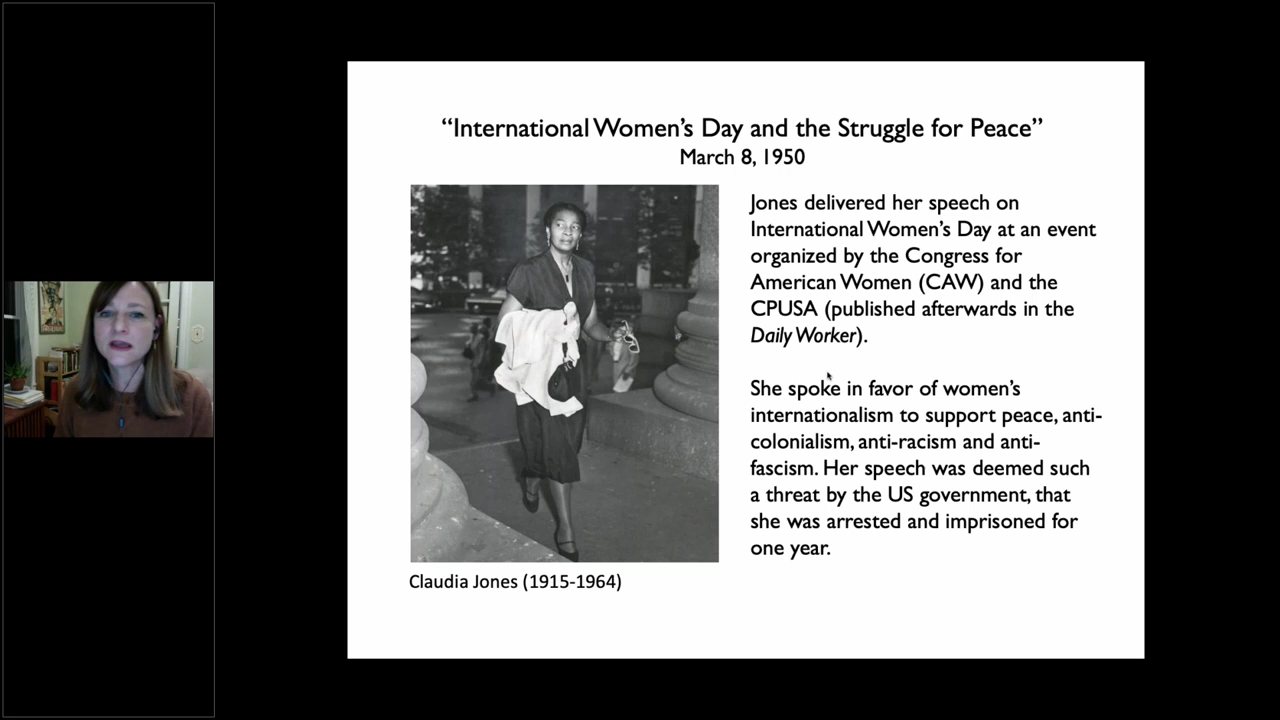 “International Women’s Day and the Struggle for Peace”
March 8, 1950
Jones delivered her speech on
International Women’s Day at an event
organized by the Congress for
American Women (CAW) and the
CPUSA (published afterwards in the
Daily Worker).
She spoke in favor of women’s
internationalism to support peace, anti-
colonialism, anti-racism and anti-
fascism. Her speech was deemed such
a threat by the US government, that
she was arrested and imprisoned for
one year.
Claudia Jones (1915-1964)